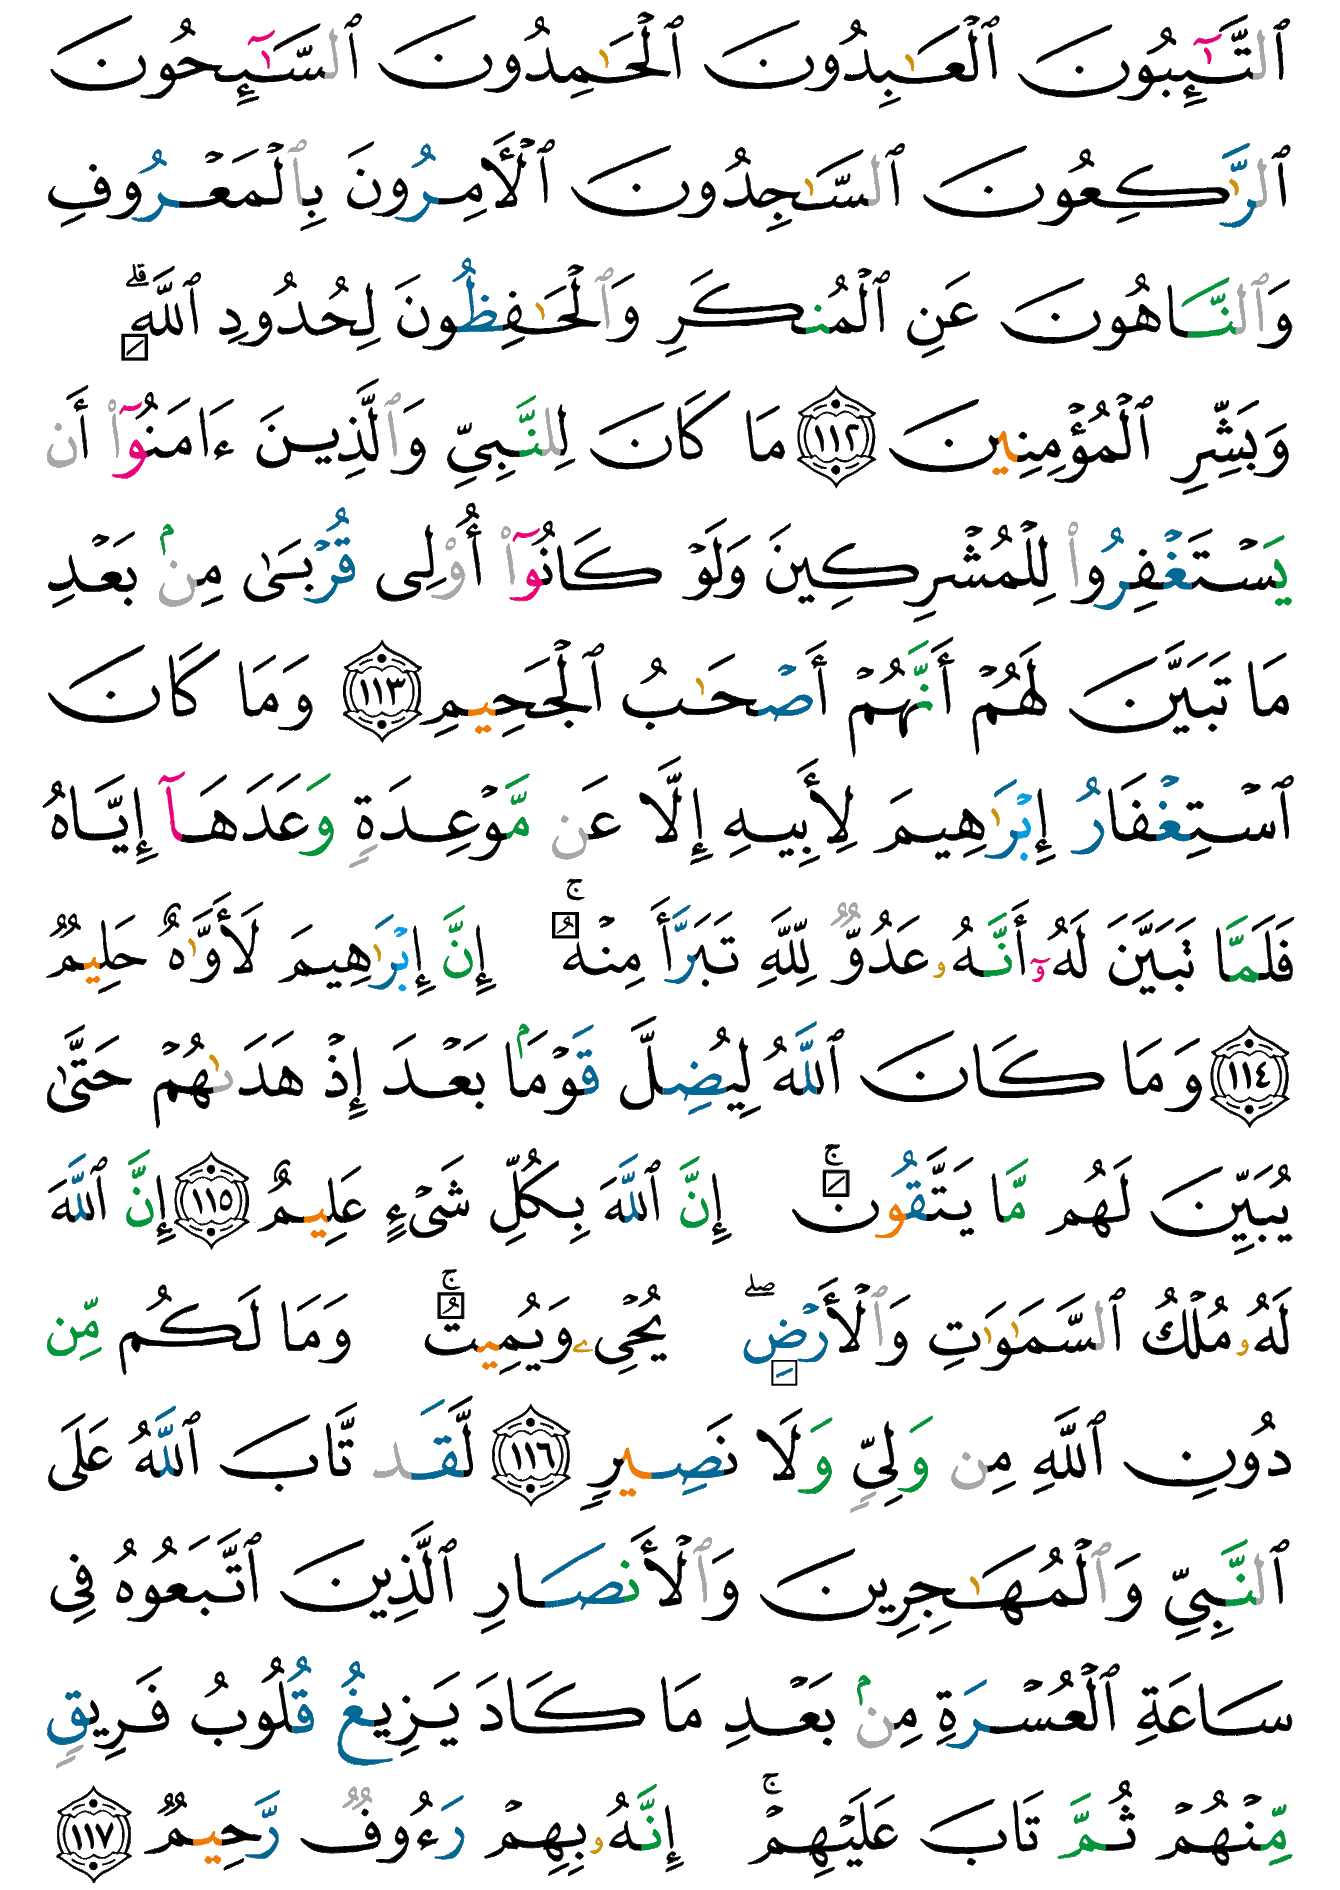 ٱلتَّٰٓئِبُونَ ٱلْعَٰبِدُونَ ٱلْحَٰمِدُونَ ٱلسَّٰٓئِحُونَ
ٱلرَّٰكِعُونَ ٱلسَّٰجِدُونَ ٱلْأَمِرُونَ بِٱلْمَعْرُوفِ
وَٱلنَّاهُونَ عَنِ ٱلْمُنكَرِ وَٱلْحَٰفِظُونَ لِحُدُودِ ٱللَّهِۗ
وَبَشِّرِ ٱلْمُؤْمِنِينَ ١١٢ مَا كَانَ لِلنَّبِيِّ وَٱلَّذِينَ ءَامَنُوٓا۟ أَن
يَسْتَغْفِرُوا۟ لِلْمُشْرِكِينَ وَلَوْ كَانُوٓا۟ أُو۟لِى قُرْبَىٰ مِنۢ بَعْدِ
مَا تَبَيَّنَ لَهُمْ أَنَّهُمْ أَصْحَٰبُ ٱلْجَحِيمِ ١١٣ وَمَا كَانَ
ٱسْتِغْفَارُ إِبْرَٰهِيمَ لِأَبِيهِ إِلَّا عَن مَّوْعِدَةٍ وَعَدَهَآ إِيَّاهُ
فَلَمَّا تَبَيَّنَ لَهُۥٓ أَنَّهُۥ عَدُوٌّ لِّلَّهِ تَبَرَّأَ مِنْهُۚ إِنَّ إِبْرَٰهِيمَ لَأَوَّٰهٌ حَلِيمٌ
١١٤ وَمَا كَانَ ٱللَّهُ لِيُضِلَّ قَوْمَۢا بَعْدَ إِذْ هَدَىٰهُمْ حَتَّىٰ
يُبَيِّنَ لَهُم مَّا يَتَّقُونَۚ إِنَّ ٱللَّهَ بِكُلِّ شَىْءٍ عَلِيمٌ ١١٥ إِنَّ ٱللَّهَ
لَهُۥ مُلْكُ ٱلسَّمَٰوَٰتِ وَٱلْأَرْضِۖ يُحْىِۦ وَيُمِيتُۚ وَمَا لَكُم مِّن
دُونِ ٱللَّهِ مِن وَلِىٍّ وَلَا نَصِيرٍ ١١٦ لَّقَد تَّابَ ٱللَّهُ عَلَى
ٱلنَّبِيِّ وَٱلْمُهَٰجِرِينَ وَٱلْأَنصَارِ ٱلَّذِينَ ٱتَّبَعُوهُ فِى
سَاعَةِ ٱلْعُسْرَةِ مِنۢ بَعْدِ مَا كَادَ يَزِيغُ قُلُوبُ فَرِيقٍ
مِّنْهُمْ ثُمَّ تَابَ عَلَيْهِمْۚ إِنَّهُۥ بِهِمْ رَءُوفٌ رَّحِيمٌ ١١٧